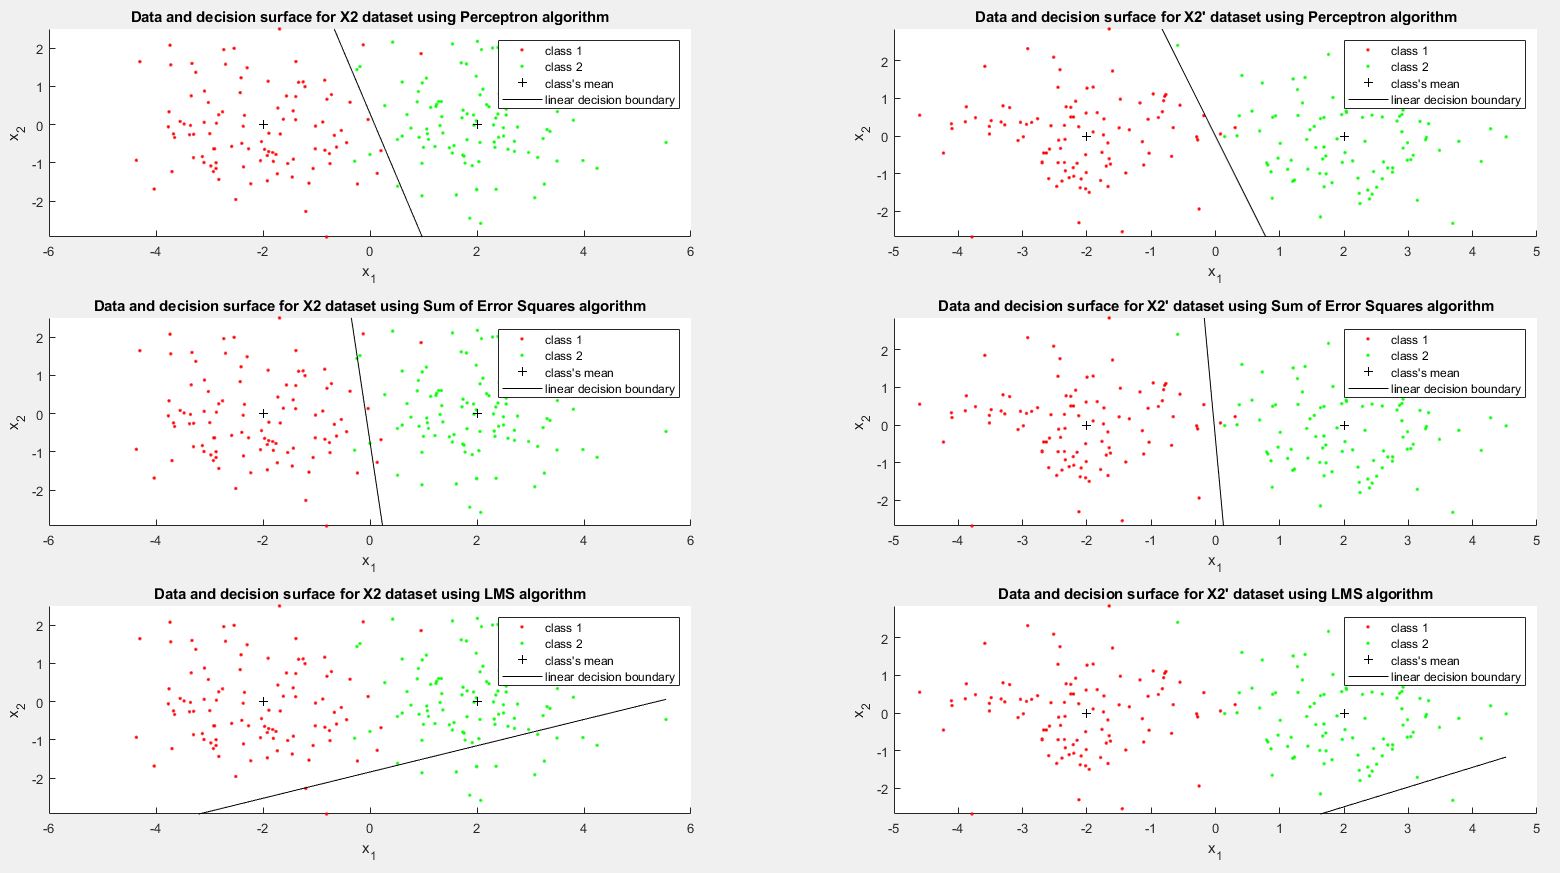 Data and decision surface for X2 dataset using Perceptron algorithm
x2
2
1
0
-1
-2
-6
-4
-2
0
2
4
6
x1
class 1
class 2
class's mean
linear decision boundary
Data and decision surface for X2' dataset using Perceptron algorithm
x2
2
1
0
-1
-2
-5
-4
-3
-2
-1
0
1
2
3
4
5
x1
class 1
class 2
class's mean
linear decision boundary
Data and decision surface for X2 dataset using Sum of Error Squares algorithm
x2
2
1
0
-1
-2
-6
-4
-2
0
2
4
6
x1
class 1
class 2
class's mean
linear decision boundary
Data and decision surface for X2' dataset using Sum of Error Squares algorithm
x2
2
1
0
-1
-2
-5
-4
-3
-2
-1
0
1
2
3
4
5
x1
class 1
class 2
class's mean
linear decision boundary
Data and decision surface for X2 dataset using LMS algorithm
x2
2
1
0
-1
-2
-6
-4
-2
0
2
4
6
x1
class 1
class 2
class's mean
linear decision boundary
Data and decision surface for X2' dataset using LMS algorithm
x2
2
1
0
-1
-2
-5
-4
-3
-2
-1
0
1
2
3
4
5
x1
class 1
class 2
class's mean
linear decision boundary